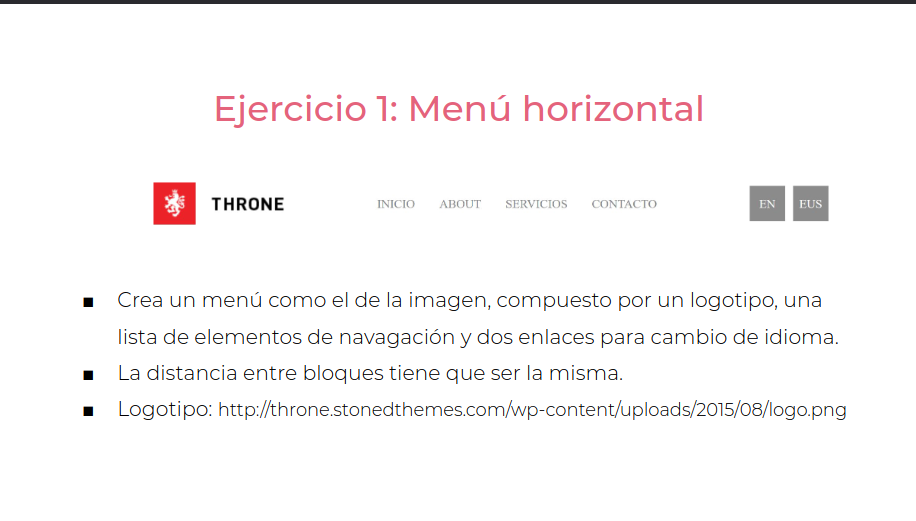 Ejercicio 1: Menú horizontal
THRONE INICIO ABOUT SERVICIOS CONTACTO EN EUS
■ Crea un menú como el de la imagen, compuesto por un logotipo, una
lista de elementos de navagación y dos enlaces para cambio de idioma.
■ La distancia entre bloques tiene que ser la misma.
■ Logotipo: http://throne.stonedthemes.com/wp-content/uploads/2015/08/logo.png